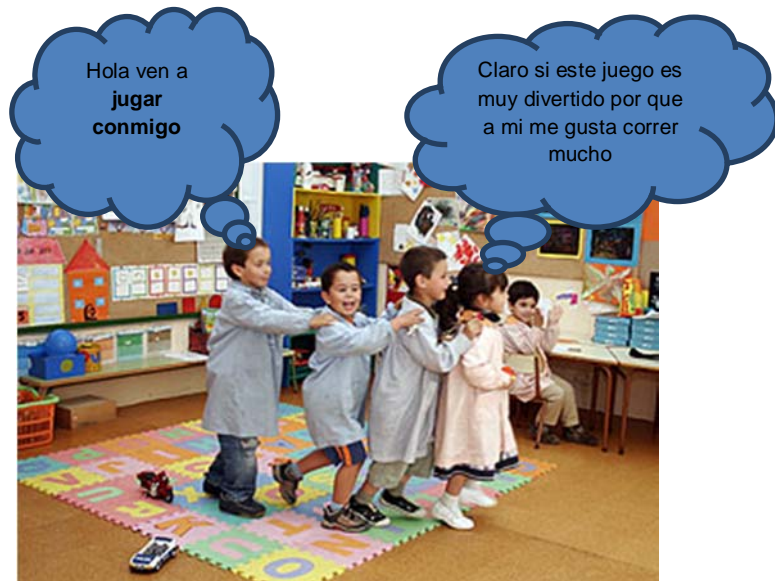 Hola ven a
jugar
conmigo
Claro si este juego es
muy divertido por que
a mi me gusta correr
mucho